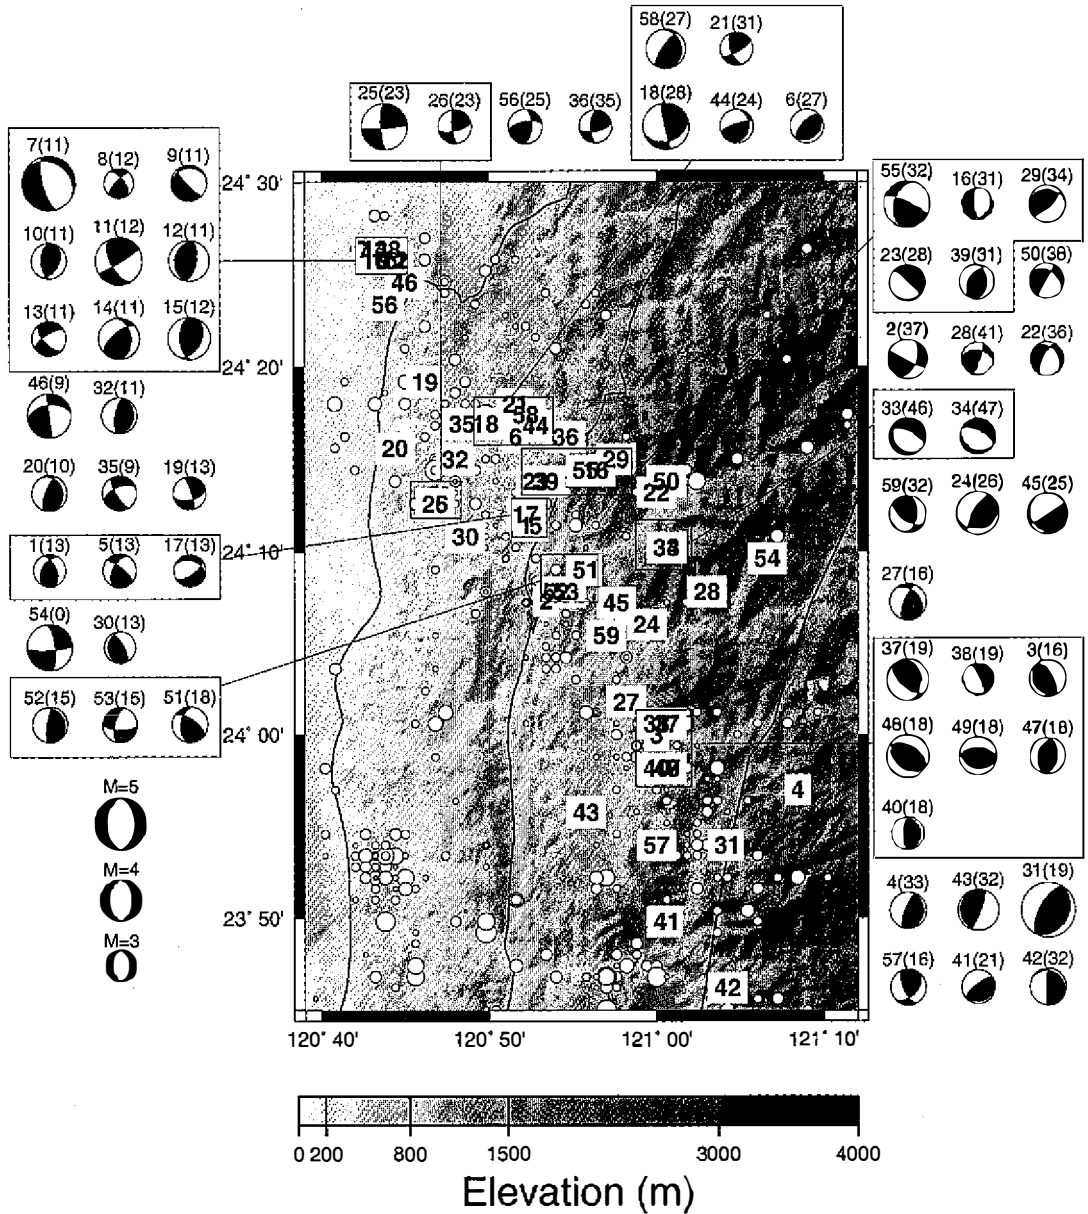 58(27) 21(31)
25(23) 26(23) 56(25) 36(35) 18(28) 44(24) 6(27)
7(11) 8(12) 9(11)
10(11) 11(12) 12(11)
13(11) 14(11) 15(12)
46(9) 32(11)
20(10) 35(9) 19(13)
1(13) 5(13) 17(13)
54(0) 30(13)
52(15) 53(15) 51(18)
M=5
M=4
M=3
24° 30'
24° 20'
24° 10'
24° 00'
23° 50'
46
56
19
21
35 18 44
6 36
20
32
29
50
22
26
17
15
30
54
51
28
45
24
59
27
3
4
43
57 31
41
42
120° 40' 120° 50' 121° 00' 121° 10'
55(32) 16(31) 29(34)
23(28) 39(31) 50(38)
2(37) 28(41) 22(36)
33(46) 34(47)
59(32) 24(26) 45(25)
27(16)
37(19) 38(19) 3(16)
48(18) 49(18) 47(18)
40(18)
4(33) 43(32) 31(19)
57(16) 41(21) 42(32)
0 200 800 1500 3000 4000
Elevation (m)